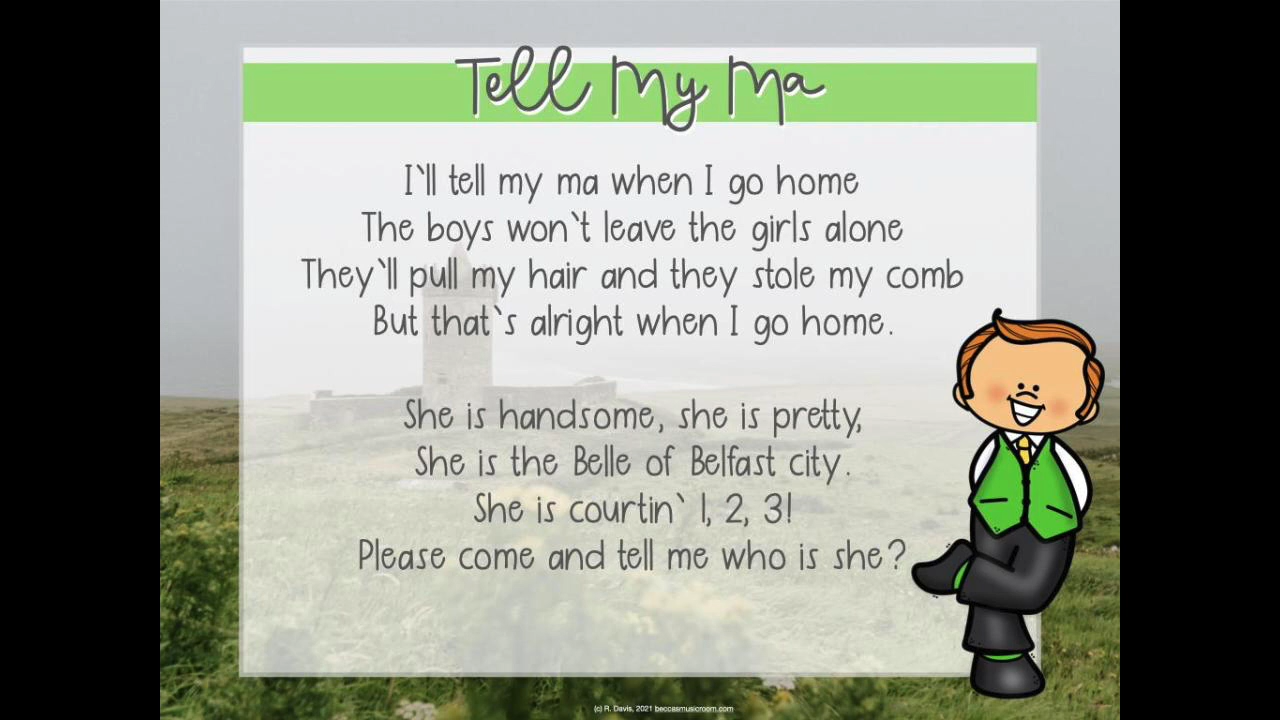 Tell My Ma
I`ll tell my ma when I go home
The boys won`t leave the girls alone
They`ll pull my hair and they stole my comb
But that`s alright when I go home.
She is handsome, she is pretty,
She is the Belle of Belfast city.
She is courtin` 1, 2, 3!
Please come and tell me who is she?
(c) R. Davis, 2021 beccasmusicroom.com